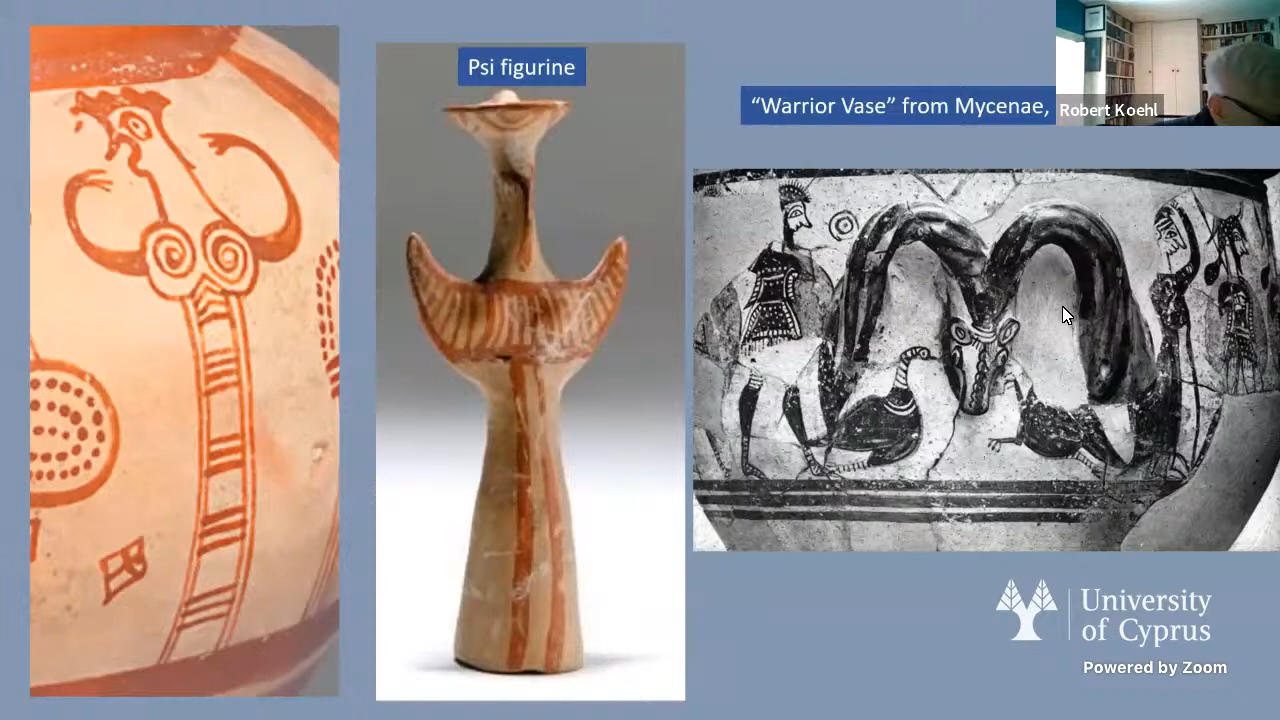 Psi figurine
“Warrior Vase” from Mycenae,
Robert Koehl
University
of Cyprus
Powered by Zoom